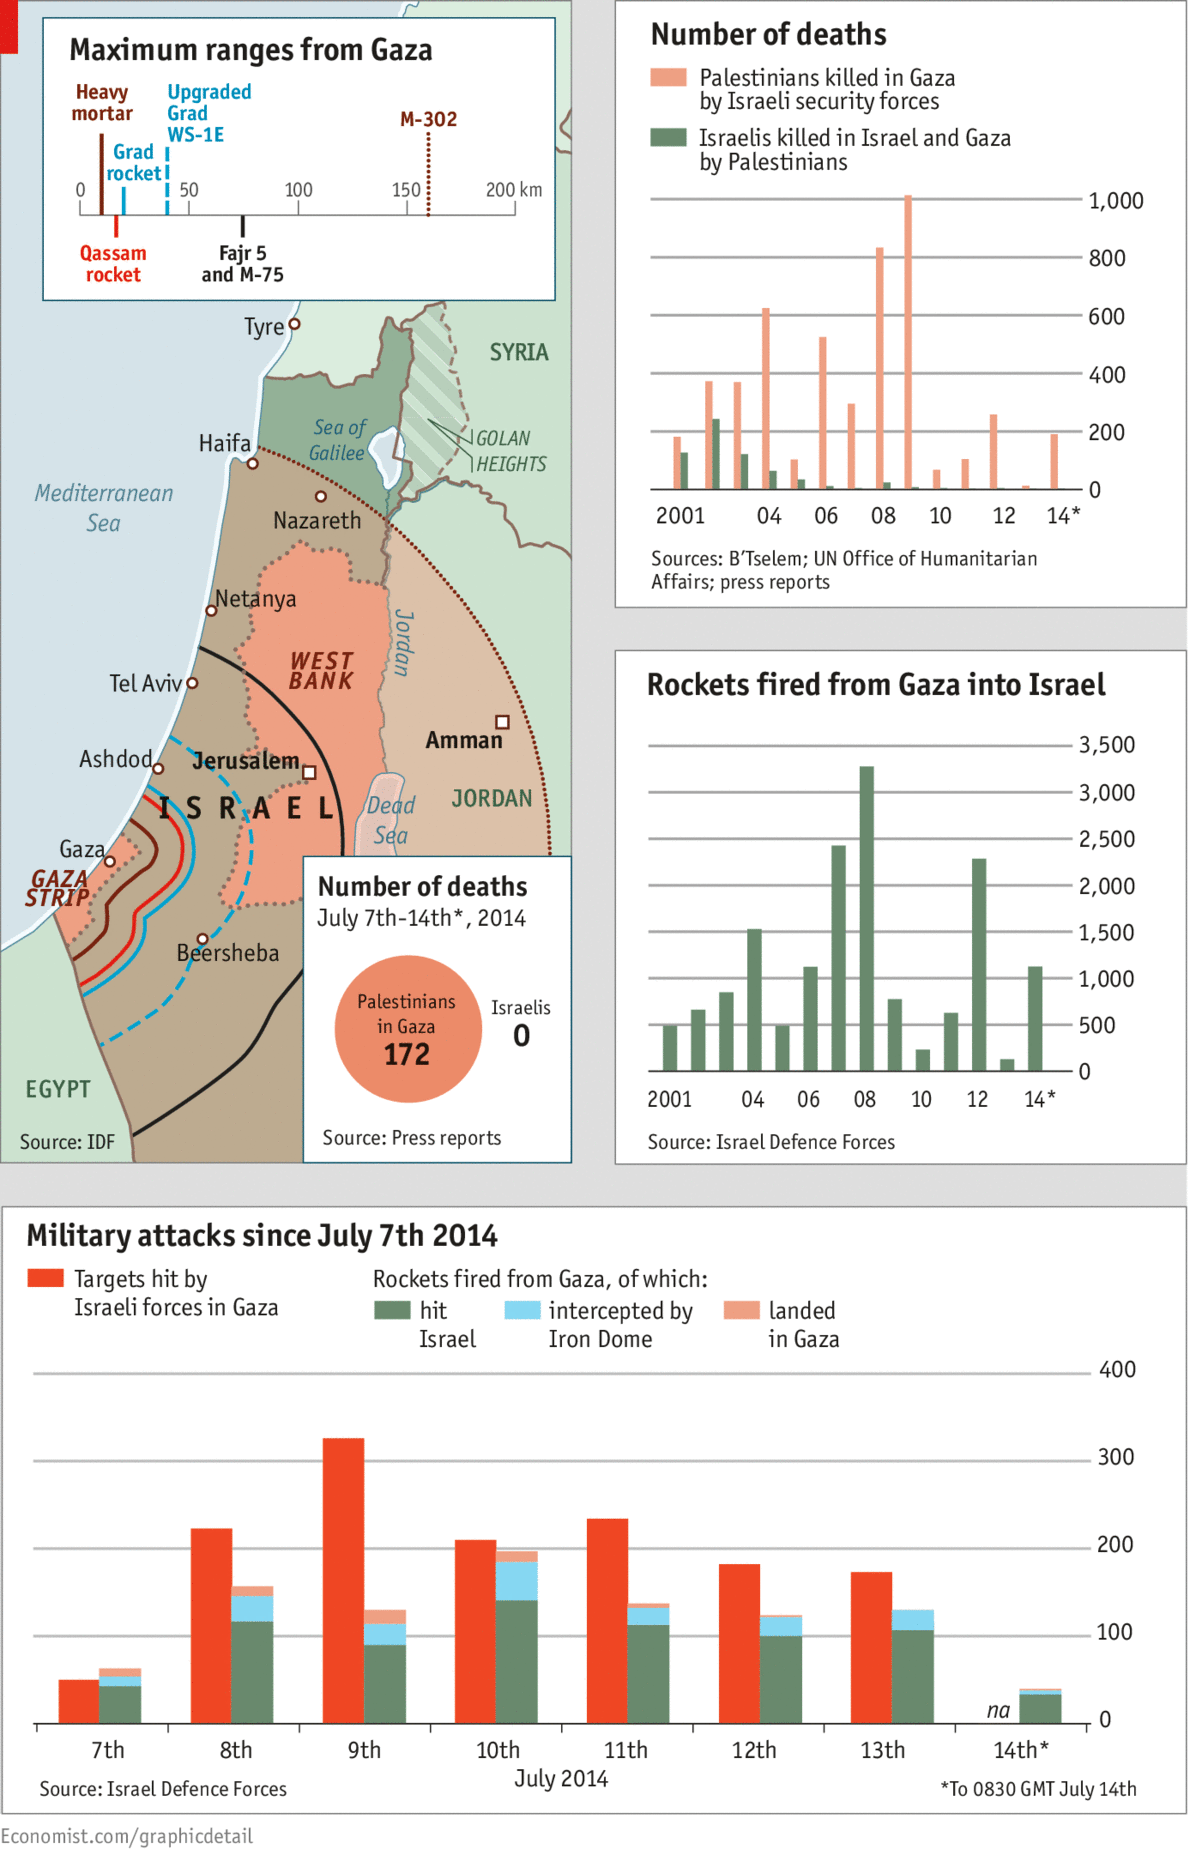 Maximum ranges from Gaza
Heavy
mortar
Upgraded
Grad
WS-1E
Grad
rocket
M-302
0
50
100
150
200 km
Qassam
rocket
Fajr 5
and M-75
Tyre
SYRIA
Haifa
Sea of
Galilee
GOLAN
HEIGHTS
Mediterranean
Sea
Nazareth
Netanya
Jordan
WEST
BANK
Tel Aviv
Amman
Ashdod
Jerusalem
ISRAEL
JORDAN
Dead
Sea
Gaza
GAZA
STRIP
Beersheba
EGYPT
Source: IDF
Number of deaths
July 7th-14th*, 2014
Palestinians
in Gaza
172
Israelis
0
Source: Press reports
Number of deaths
Palestinians killed in Gaza
by Israeli security forces
Israelis killed in Israel and Gaza
by Palestinians
1,000
800
600
400
200
0
2001 04 06 08 10 12 14*
Sources: B'Tselem; UN Office of Humanitarian
Affairs; press reports
Rockets fired from Gaza into Israel
3,500
3,000
2,500
2,000
1,500
1,000
500
0
2001 04 06 08 10 12 14*
Source: Israel Defence Forces
Military attacks since July 7th 2014
Targets hit by
Israeli forces in Gaza
Rockets fired from Gaza, of which:
hit
Israel
intercepted by
Iron Dome
landed
in Gaza
400
300
200
100
0
na
7th 8th 9th 10th 11th 12th 13th 14th*
July 2014
Source: Israel Defence Forces
*To 0830 GMT July 14th
Economist.com/graphicdetail